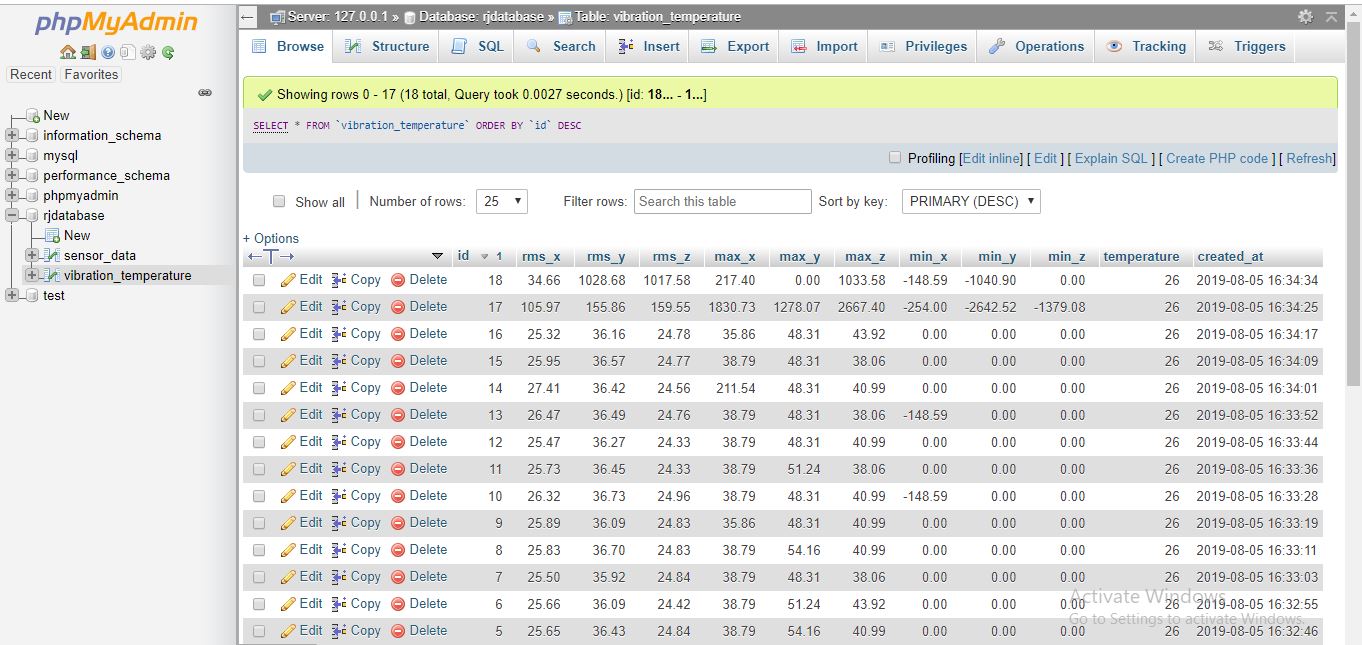 phpMyAdmin
Recent Favorites
New
information_schema
mysql
performance_schema
phpmyadmin
rjdatabase
New
sensor_data
vibration_temperature
test
Server: 127.0.0.1 » Database: rjdatabase » Table: vibration_temperature
Browse Structure SQL Search Insert Export Import Privileges Operations Tracking Triggers
Showing rows 0 - 17 (18 total, Query took 0.0027 seconds.) [id: 18... - 1...]
SELECT * FROM `vibration_temperature` ORDER BY `id` DESC
Profiling [Edit inline] [ Edit ] [ Explain SQL ] [ Create PHP code ] [ Refresh]
Show all Number of rows: 25 Filter rows: Search this table Sort by key: PRIMARY (DESC)
+ Options
id 1 rms_x rms_y rms_z max_x max_y max_z min_x min_y min_z temperature created_at
Edit Copy Delete 18 34.66 1028.68 1017.58 217.40 0.00 1033.58 -148.59 -1040.90 0.00 26 2019-08-05 16:34:34
Edit Copy Delete 17 105.97 155.86 159.55 1830.73 1278.07 2667.40 -254.00 -2642.52 -1379.08 26 2019-08-05 16:34:25
Edit Copy Delete 16 25.32 36.16 24.78 35.86 48.31 43.92 0.00 0.00 0.00 26 2019-08-05 16:34:17
Edit Copy Delete 15 25.95 36.57 24.77 38.79 48.31 38.06 0.00 0.00 0.00 26 2019-08-05 16:34:09
Edit Copy Delete 14 27.41 36.42 24.56 211.54 48.31 40.99 0.00 0.00 0.00 26 2019-08-05 16:34:01
Edit Copy Delete 13 26.47 36.49 24.76 38.79 48.31 38.06 -148.59 0.00 0.00 26 2019-08-05 16:33:52
Edit Copy Delete 12 25.47 36.27 24.33 38.79 48.31 40.99 0.00 0.00 0.00 26 2019-08-05 16:33:44
Edit Copy Delete 11 25.73 36.45 24.33 38.79 51.24 38.06 0.00 0.00 0.00 26 2019-08-05 16:33:36
Edit Copy Delete 10 26.32 36.73 24.96 38.79 48.31 40.99 -148.59 0.00 0.00 26 2019-08-05 16:33:28
Edit Copy Delete 9 25.89 36.09 24.83 35.86 48.31 40.99 0.00 0.00 0.00 26 2019-08-05 16:33:19
Edit Copy Delete 8 25.83 36.70 24.83 38.79 54.16 40.99 0.00 0.00 0.00 26 2019-08-05 16:33:11
Edit Copy Delete 7 25.50 35.92 24.84 38.79 48.31 38.06 0.00 0.00 0.00 26 2019-08-05 16:33:03
Edit Copy Delete 6 25.66 36.09 24.42 38.79 51.24 43.92 0.00 0.00 0.00 26 2019-08-05 16:32:55
Edit Copy Delete 5 25.65 36.43 24.84 38.79 54.16 40.99 0.00 0.00 0.00 26 2019-08-05 16:32:46
Activate Windows
Go to Settings to activate Windows.